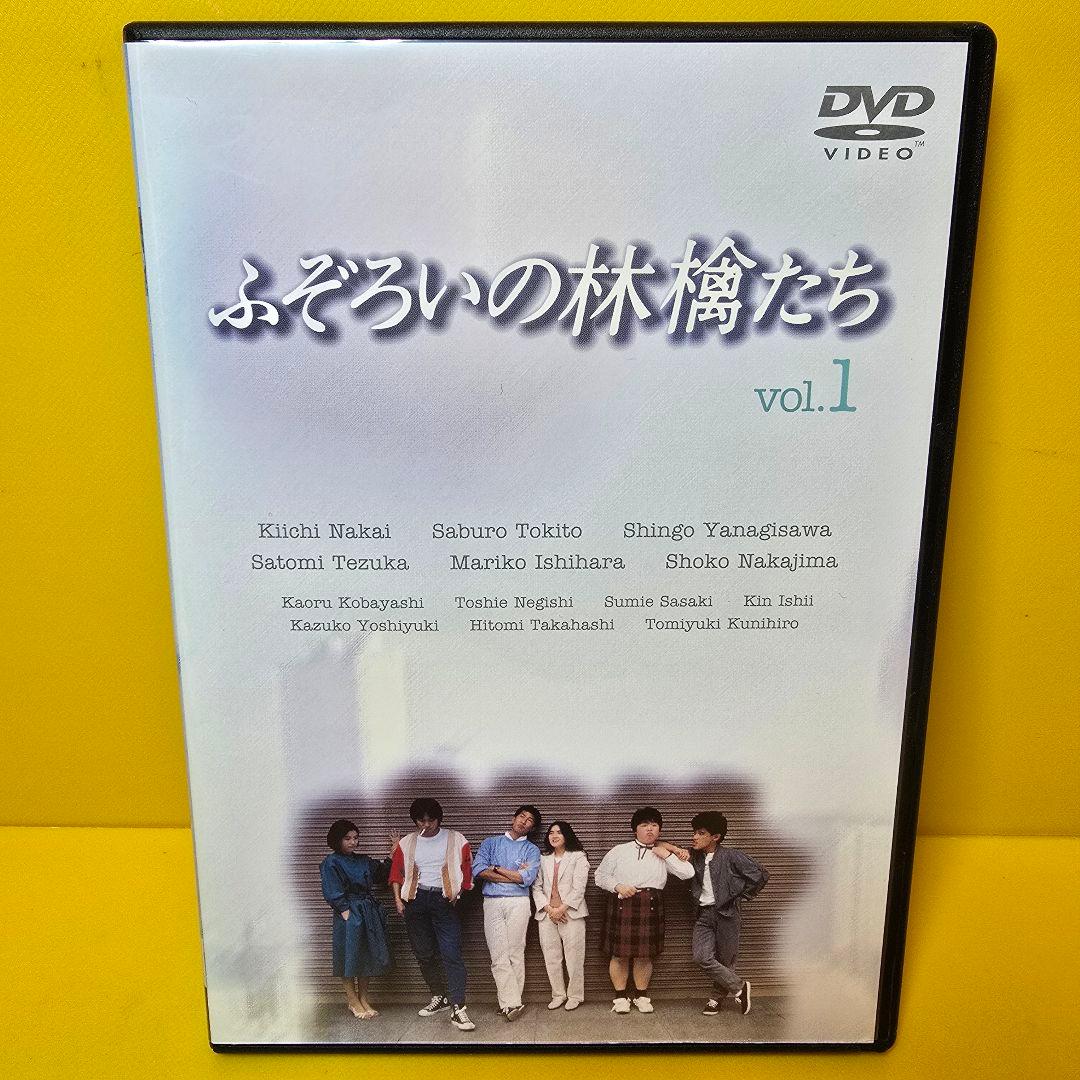 DVD
VIDEO™
ふぞろいの林檎たち
vol.1
Kiichi Nakai Saburo Tokito Shingo Yanagisawa
Satomi Tezuka Mariko Ishihara Shoko Nakajima
Kaoru Kobayashi Toshie Negishi Sumie Sasaki Kin Ishii
Kazuko Yoshiyuki Hitomi Takahashi Tomiyuki Kunihiro